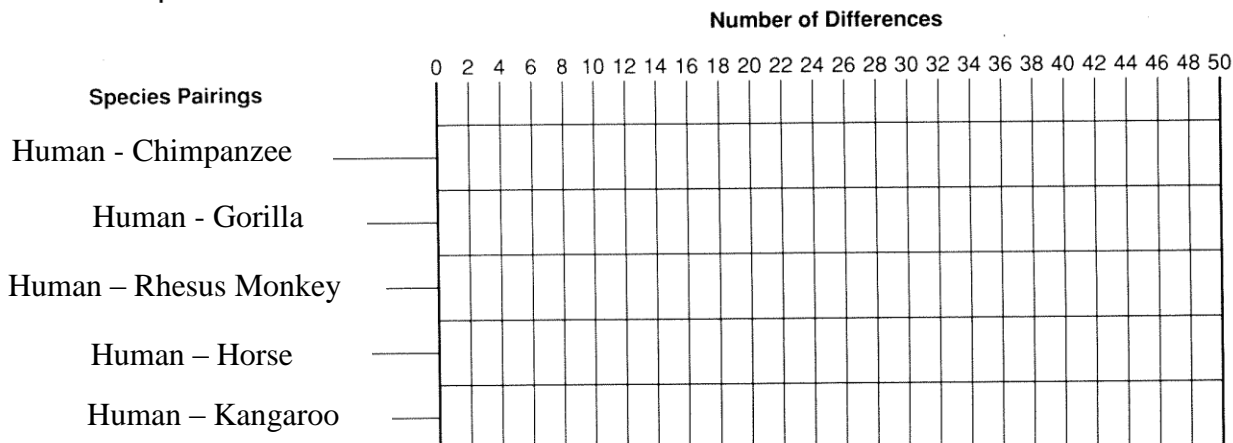 Number of Differences
0 2 4 6 8 10 12 14 16 18 20 22 24 26 28 30 32 34 36 38 40 42 44 46 48 50
Species Pairings
Human - Chimpanzee
Human - Gorilla
Human – Rhesus Monkey
Human – Horse
Human – Kangaroo